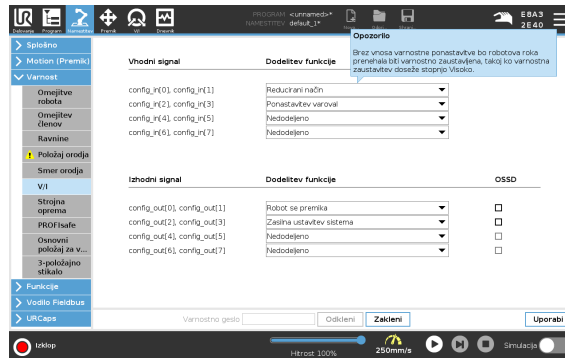 PROGRAM <unnamed>*
NAMESTITEV default_1*
E8A3
2E40
Delovanje Program Namestitev Premik V/I Dnevnik
Opozorilo
Brez vnosa varnostne ponastavitve bo robotova roka
prenehala biti varnostno zaustavljena, takoj ko varnostna
zaustavitev doseže stopnjo Visoko.
Splošno
Motion (Premik)
Varnost
Omejitve
robota
Omejitev
členov
Ravnine
Položaj orodja
Smer orodja
V/I
Strojna
oprema
PROFIsafe
Osnovni
položaj za v...
3-položajno
stikalo
Funkcije
Vodilo Fieldbus
URCaps
Vhodni signal Dodelitev funkcije
config_in[0], config_in[1] Reducirani način
config_in[2], config_in[3] Ponastavitev varoval
config_in[4], config_in[5] Nedodeljeno
config_in[6], config_in[7] Nedodeljeno
Izhodni signal Dodelitev funkcije OSSD
config_out[0], config_out[1] Robot se premika
config_out[2], config_out[3] Zasilna ustavitev sistema
config_out[4], config_out[5] Nedodeljeno
config_out[6], config_out[7] Nedodeljeno
Varnostno geslo Odkleni Zakleni Uporabi
Izklop
Hitrost 100%
250mm/s
Simulacija